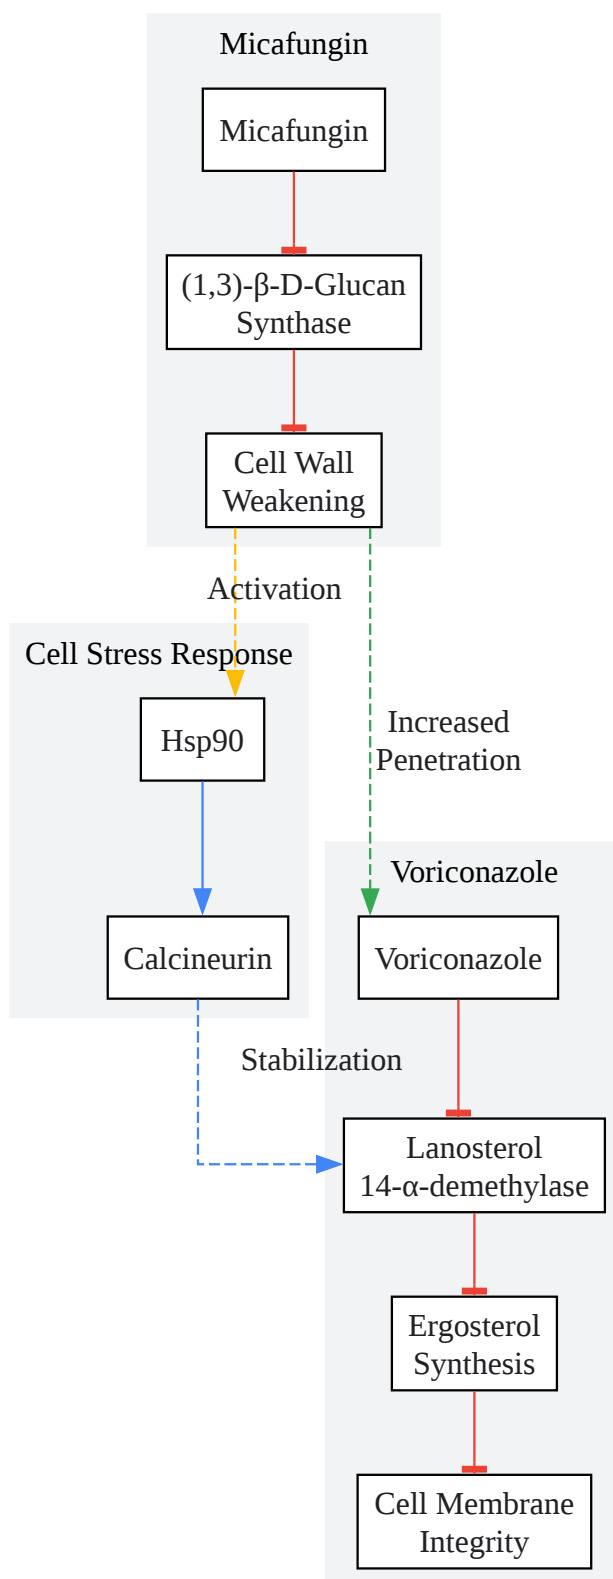 Micafungin
Micafungin
(1,3)-β-D-Glucan
Synthase
Cell Wall
Weakening
Activation
Cell Stress Response
Hsp90
Increased
Penetration
Voriconazole
Calcineurin
Voriconazole
Stabilization
Lanosterol
14-α-demethylase
Ergosterol
Synthesis
Cell Membrane
Integrity